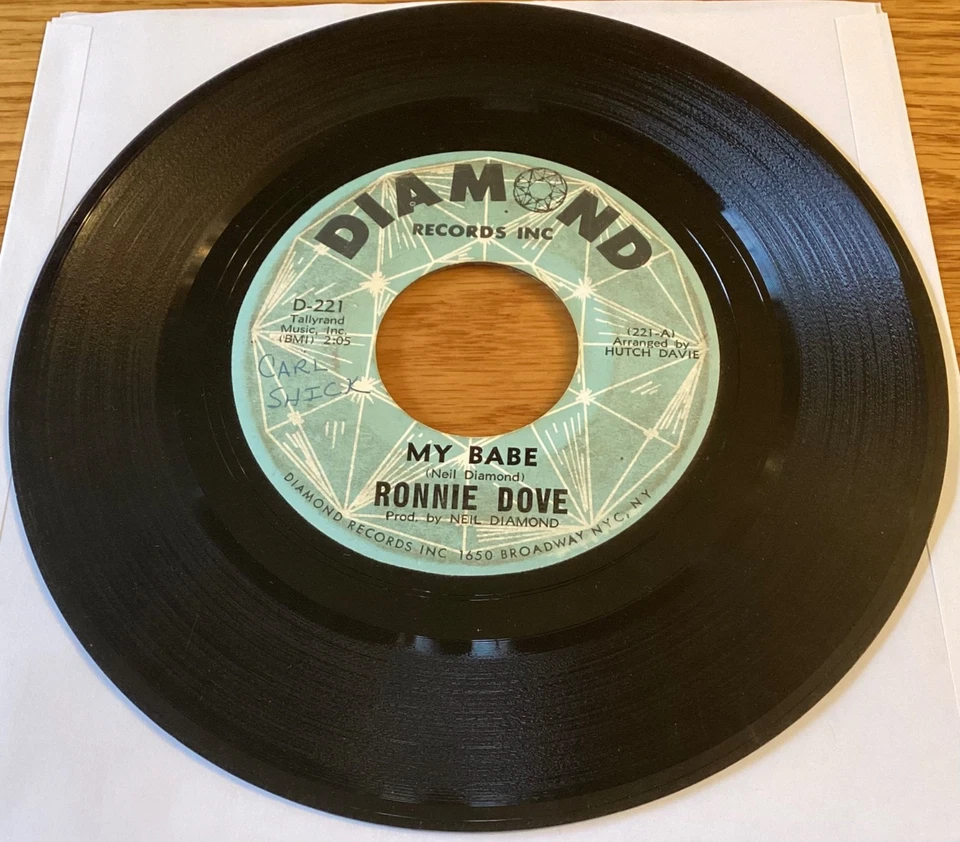 DIAMOND
RECORDS INC
D-221
Tallyrand
Music, Inc.
(BMI) 2:05
CARL
SHICK
(221-A)
Arranged by
HUTCH DAVIE
MY BABE
(Neil Diamond)
RONNIE DOVE
Prod. by NEIL DIAMOND
DIAMOND RECORDS INC 1650 BROADWAY NYC, NY